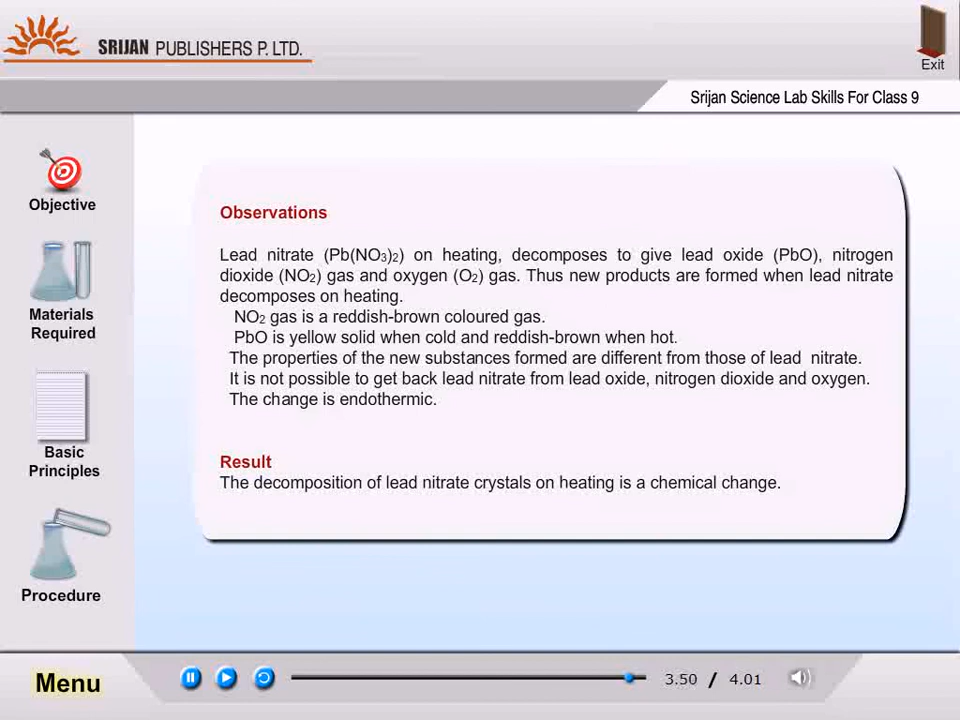 SRIJAN PUBLISHERS P. LTD.
Exit
Srijan Science Lab Skills For Class 9
Objective
Materials
Required
Basic
Principles
Procedure
Observations
Lead nitrate (Pb(NO₃)₂) on heating, decomposes to give lead oxide (PbO), nitrogen
dioxide (NO₂) gas and oxygen (O₂) gas. Thus new products are formed when lead nitrate
decomposes on heating.
NO₂ gas is a reddish-brown coloured gas.
PbO is yellow solid when cold and reddish-brown when hot.
The properties of the new substances formed are different from those of lead nitrate.
It is not possible to get back lead nitrate from lead oxide, nitrogen dioxide and oxygen.
The change is endothermic.
Result
The decomposition of lead nitrate crystals on heating is a chemical change.
Menu
3.50 / 4.01